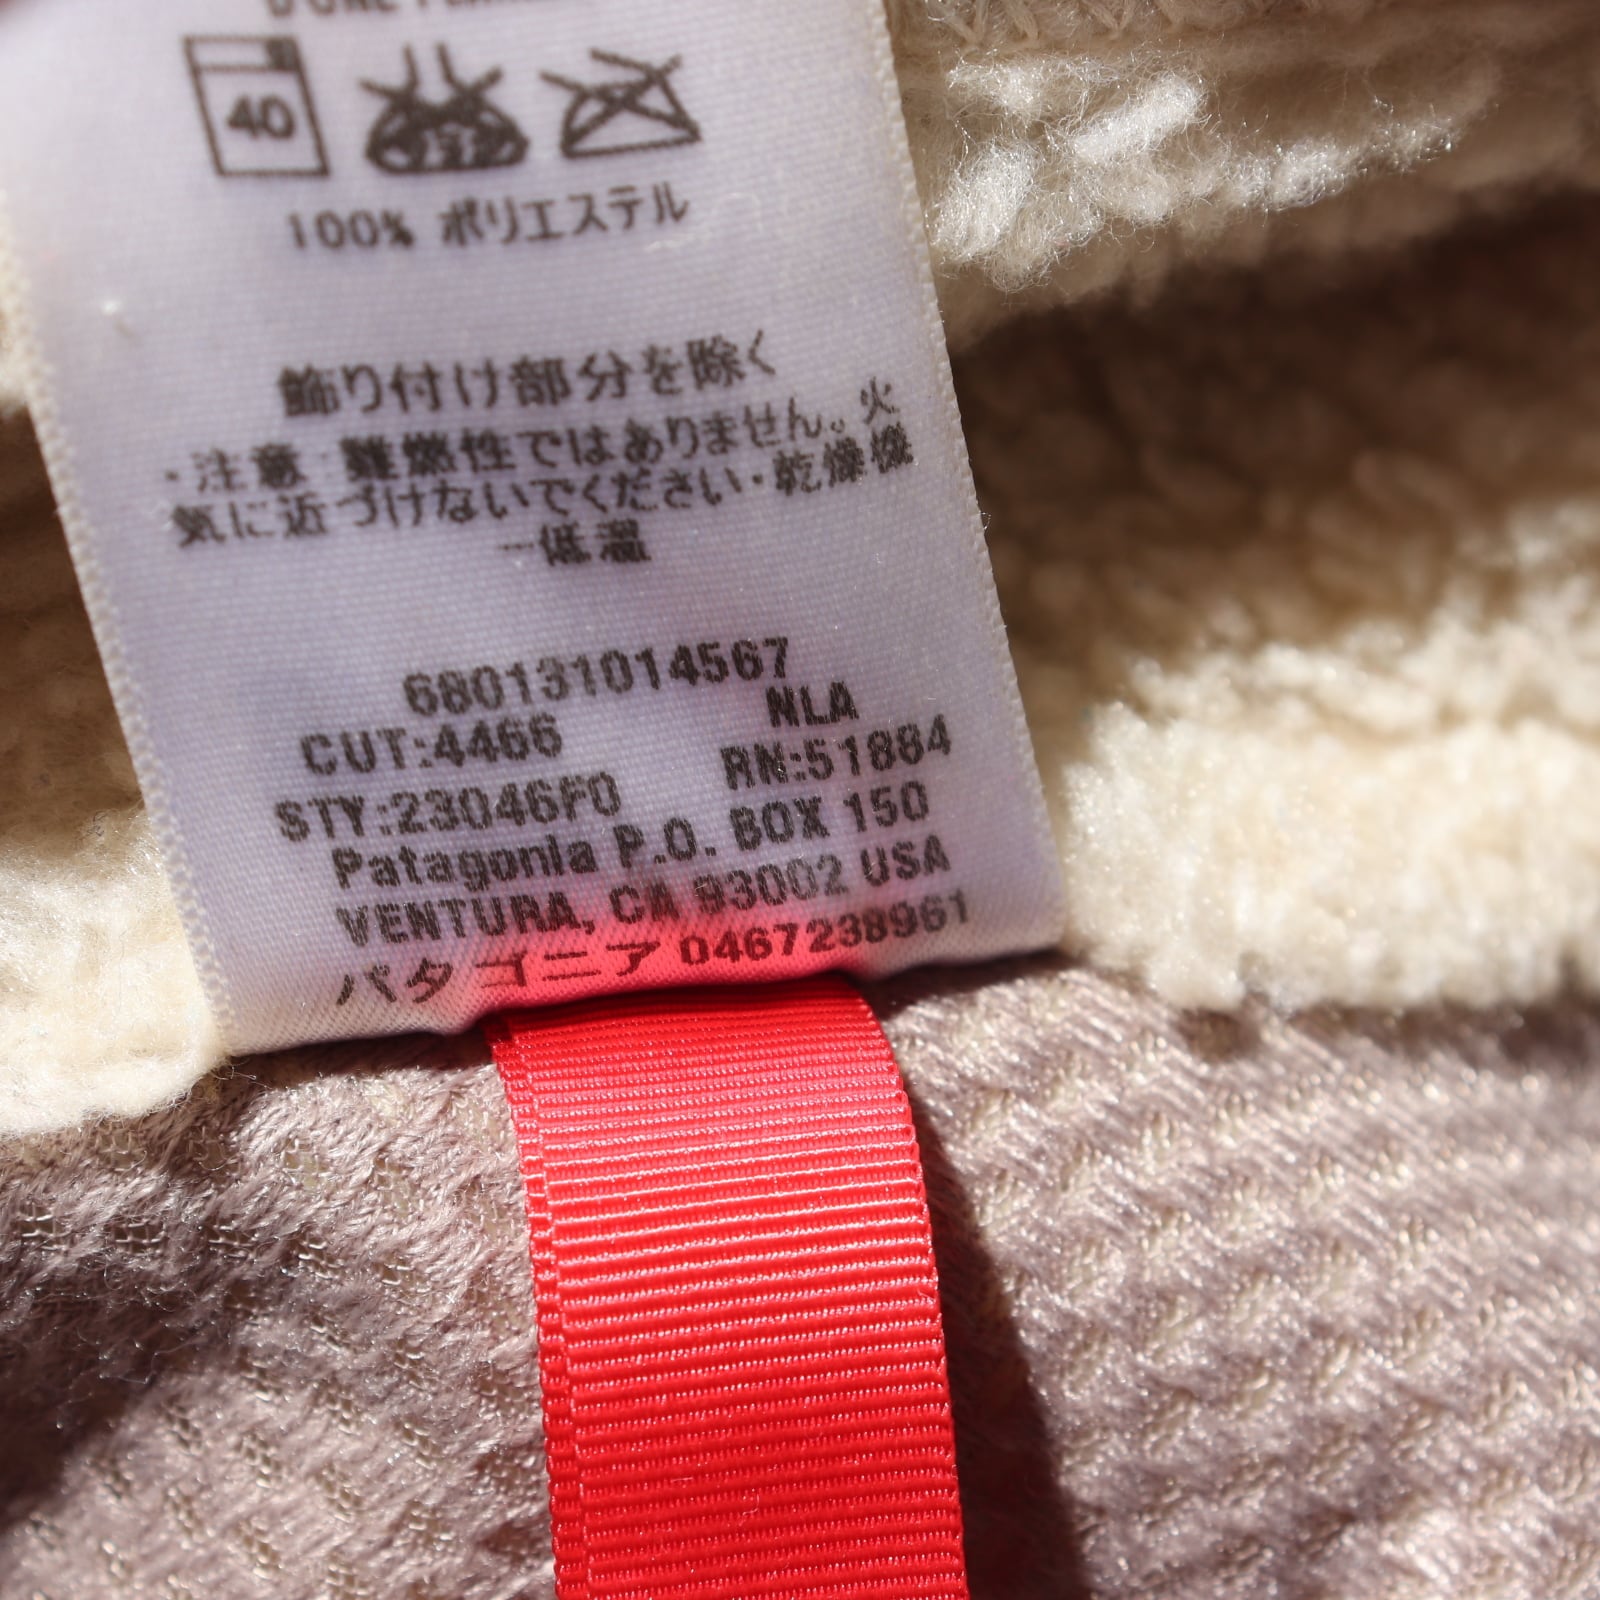 40
100% ポリエステル
飾り付け部分を除く
・注意：難燃性ではありません。火
気に近づけないでください・乾燥機
―低温
680131014567
NLA
CUT:4466
RN:51884
STY:23046F0
Patagonia P.O. BOX 150
VENTURA, CA 93002 USA
パタゴニア 0467238961